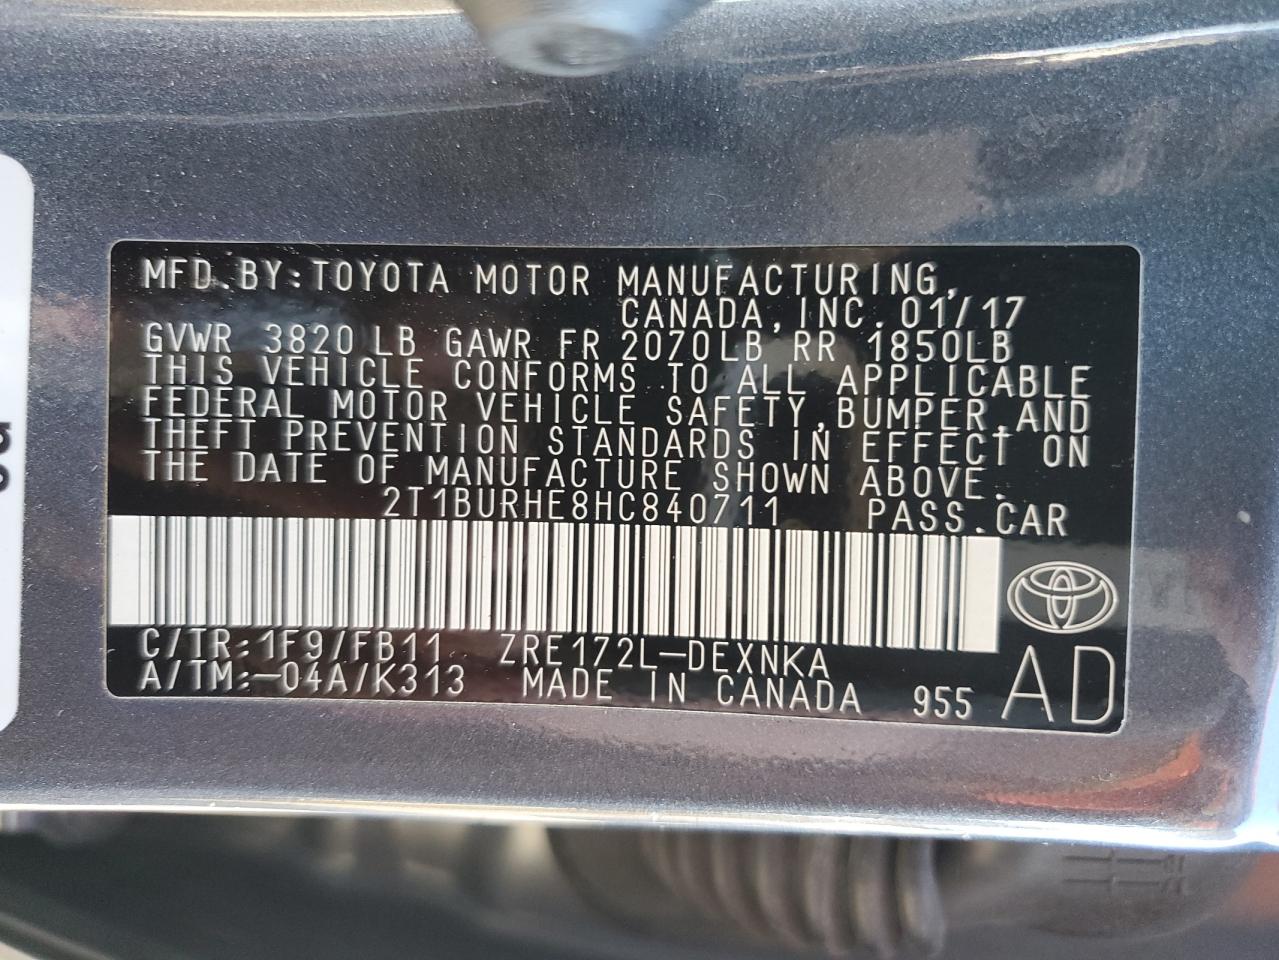 MFD.BY:TOYOTA MOTOR MANUFACTURING,
CANADA,INC.01/17
GVWR 3820LB GAWR FR 2070LB RR 1850LB
THIS VEHICLE CONFORMS TO ALL APPLICABLE
FEDERAL MOTOR VEHICLE SAFETY,BUMPER,AND
THEFT PREVENTION STANDARDS IN EFFECT ON
THE DATE OF MANUFACTURE SHOWN ABOVE.
2T1BURHE8HC840711 PASS.CAR
C/TR:1F9/FB11 ZRE172L-DEXNKA
A/TM:-04A/K313 MADE IN CANADA 955 AD